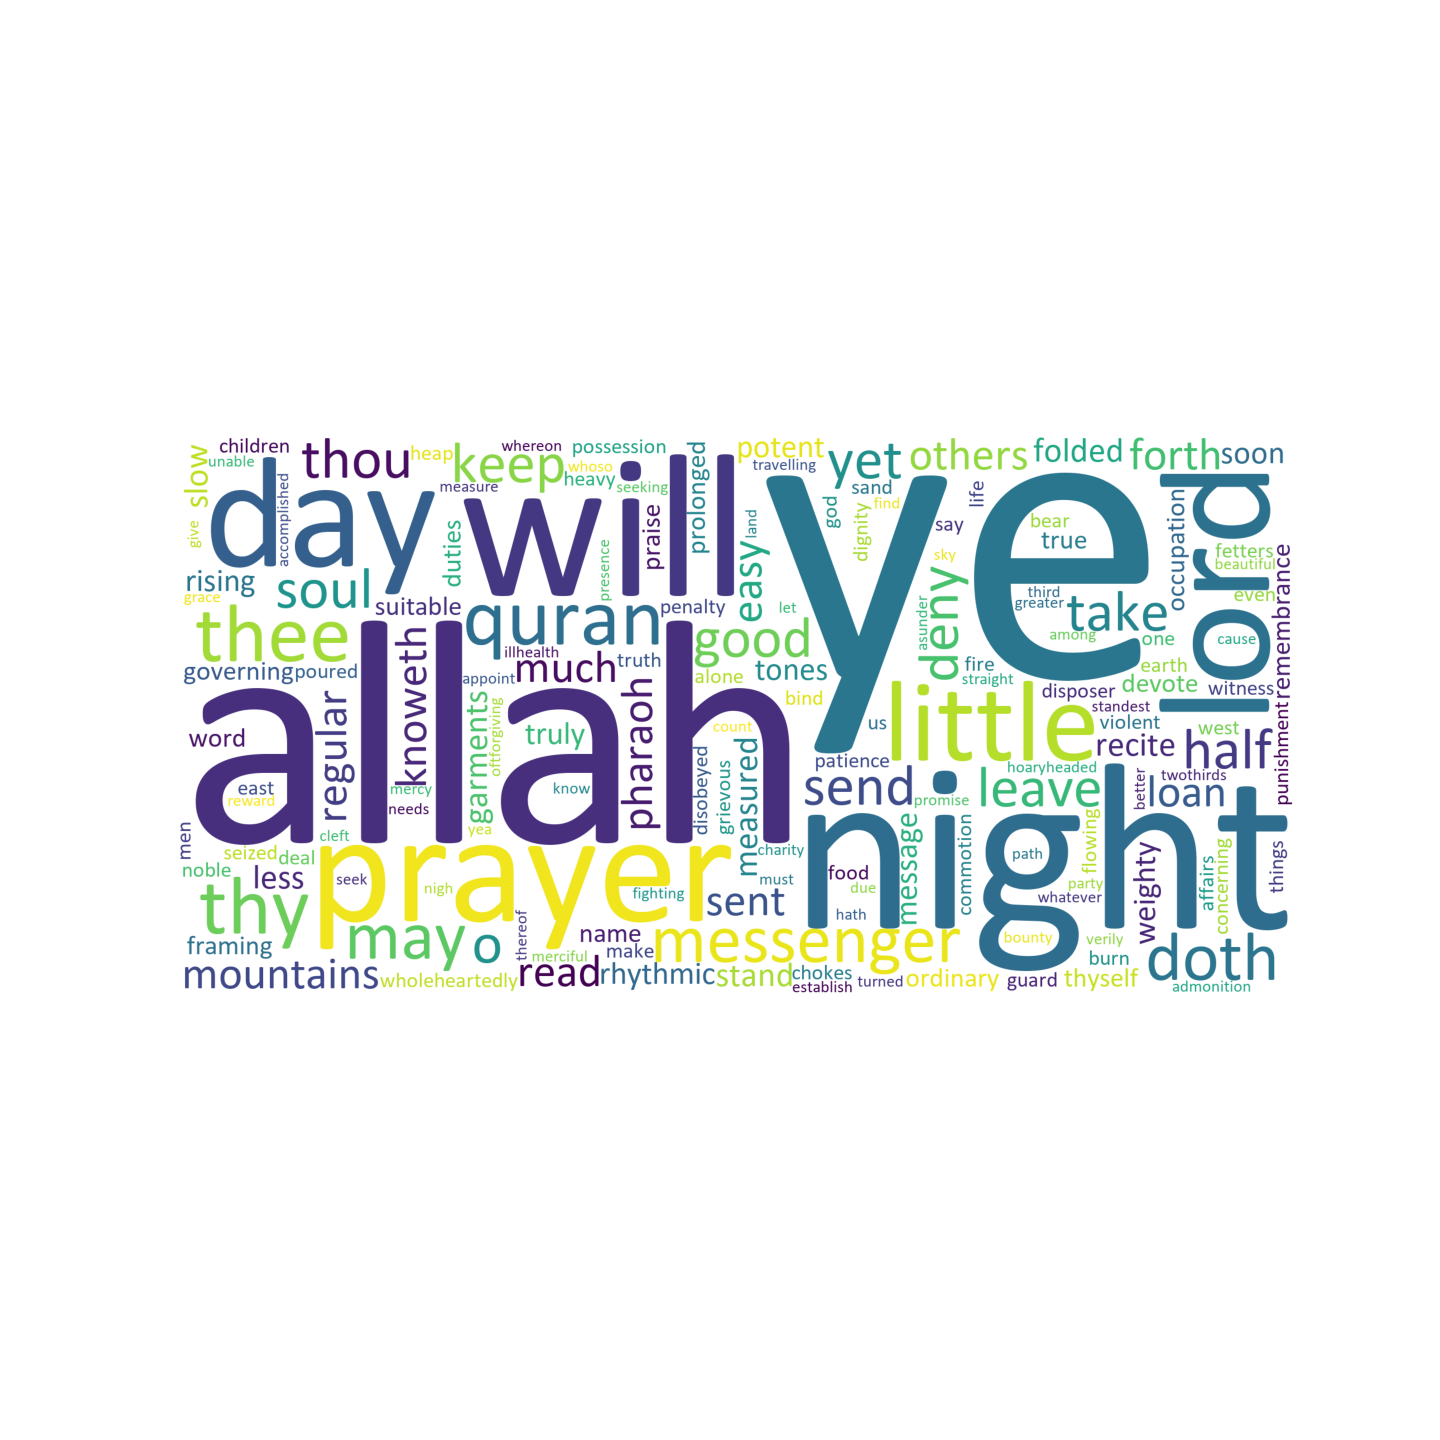 children
thou
heap
keep
whereon
possession
potent
yet
others
folded
forth
soon
slow
unable
day
measure
will
whoso
heavy
seeking
prolonged
travelling
ye
sand
find
life
lord
give
accomplished
duties
praise
land
god
dignity
say
bear
true
occupation
fetters
beautiful
rising
grace
soul
suitable
presence
easy
sky
third
greater
take
even
remembrance
thee
quran
penalty
let
good
asunder
deny
among
one
cause
governing
poured
knoweth
illhealth
much
truth
tones
fire
straight
earth
devote
witness
appoint
alone
bind
disposer
standest
allah
regular
garments
oftforgiving
pharaoh
count
us
little
violent
west
punishment
word
truly
patience
recite
half
east
reward
mercy
needs
know
disobeyed
grievous
measured
send
promise
hoaryheaded
leave
better
twothirds
loan
men
cleft
yea
night
noble
seized
deal
less
seek
prayer
nigh
fighting
charity
must
food
due
message
commotion
path
flowing
party
whatever
weighty
affairs
concerning
things
thy
sent
hath
framing
may
o
thereof
name
messenger
bounty
verily
burn
doth
mountains
wholeheartedly
read
merciful
make
rhythmic
stand
chokes
establish
turned
ordinary
guard
thyself
admonition